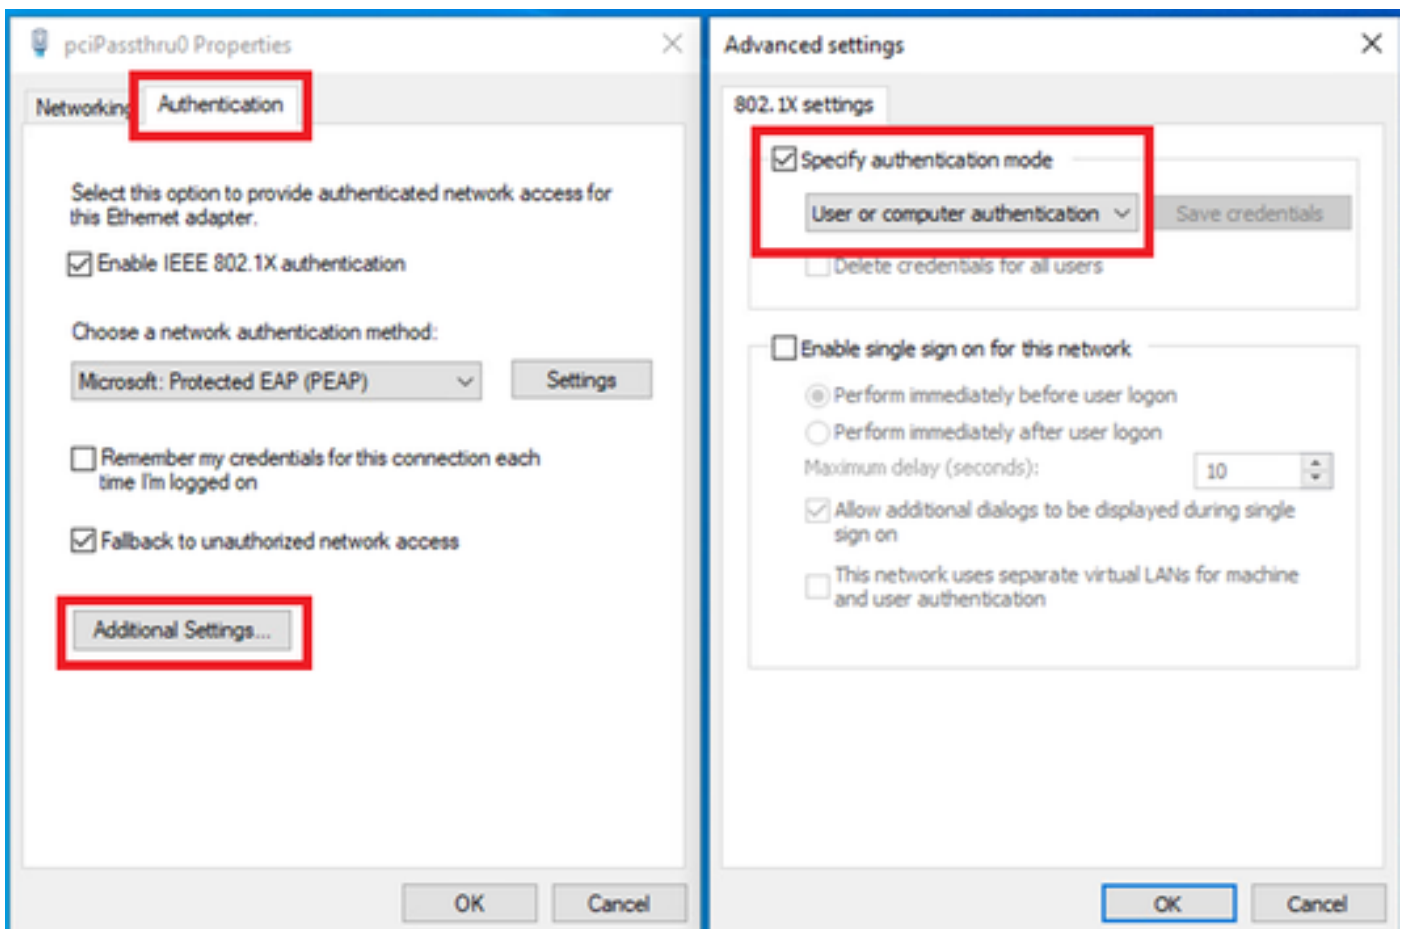 pciPassthru0 Properties
Networking
Authentication
Select this option to provide authenticated network access for
this Ethernet adapter.
Enable IEEE 802.1X authentication
Choose a network authentication method:
Microsoft: Protected EAP (PEAP)
Settings
Remember my credentials for this connection each
time I'm logged on
Fallback to unauthorized network access
Additional Settings...
OK
Cancel
Advanced settings
802.1X settings
Specify authentication mode
User or computer authentication
Save credentials
Delete credentials for all users
Enable single sign on for this network
Perform immediately before user logon
Perform immediately after user logon
Maximum delay (seconds):
10
Allow additional dialogs to be displayed during single
sign on
This network uses separate virtual LANs for machine
and user authentication
OK
Cancel